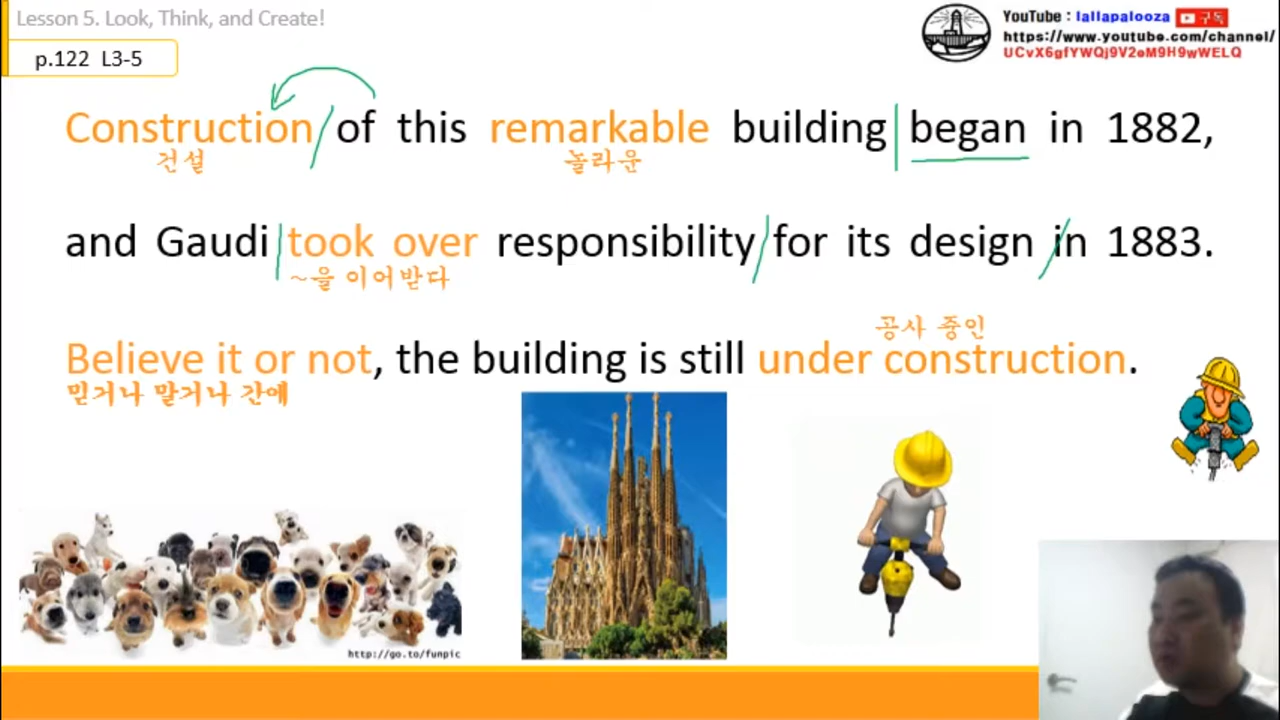 Lesson 5. Look, Think, and Create!
YouTube : lallapalooza 구독
https://www.youtube.com/channel/
UCvX6gfYWQj9V2eM9H9wWELQ
p.122 L3-5
Construction of this remarkable building began in 1882,
건설 놀라운
and Gaudi took over responsibility for its design in 1883.
~을 이어받다
공사 중인
Believe it or not, the building is still under construction.
믿거나 말거나 간에
http://go.to/funpic